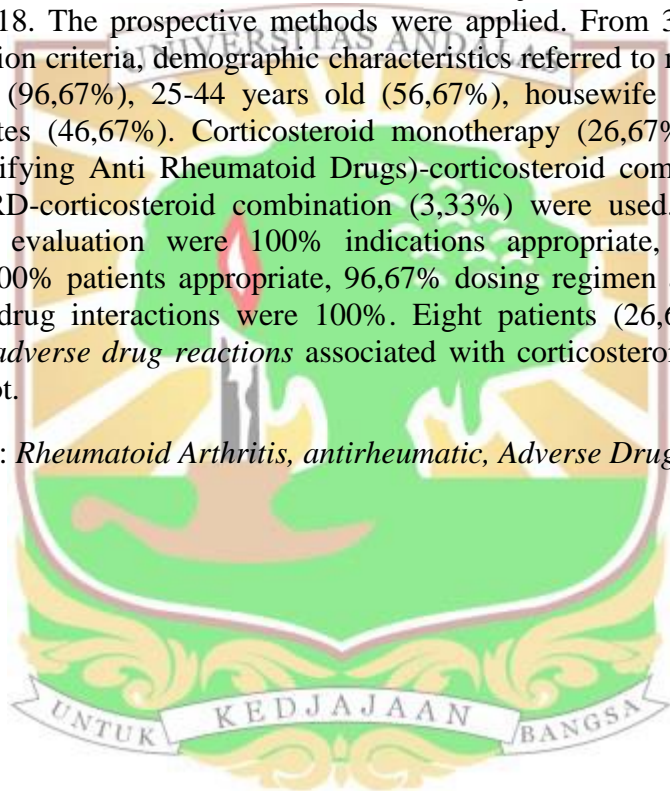 18. The prospective methods were applied. From 3
UNIVERSITAS ANDALAS
ion criteria, demographic characteristics referred to
(96,67%), 25-44 years old (56,67%), housewife
tes (46,67%). Corticosteroid monotherapy (26,67%
ifying Anti Rheumatoid Drugs)-corticosteroid com
RD-corticosteroid combination (3,33%) were used.
evaluation were 100% indications appropriate,
00% patients appropriate, 96,67% dosing regimen
drug interactions were 100%. Eight patients (26,6
adverse drug reactions associated with corticosteroi
ot.
: Rheumatoid Arthritis, antirheumatic, Adverse Drug
UNTUK KEDJAJAAN BANGSA